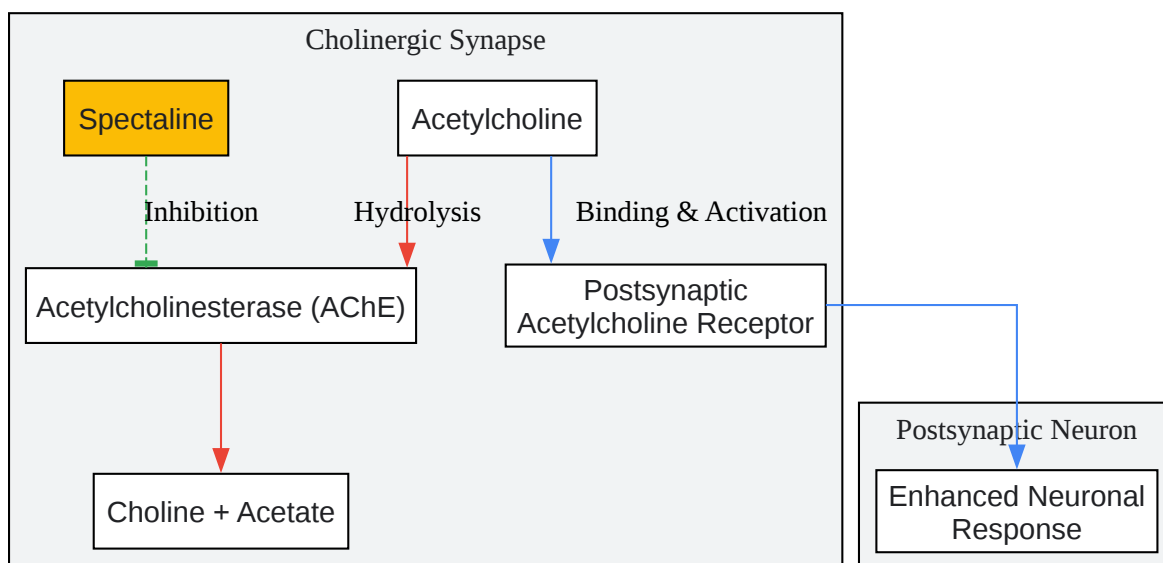 Cholinergic Synapse
Spectaline
Acetylcholine
Inhibition
Hydrolysis
Binding & Activation
Acetylcholinesterase (AChE)
Postsynaptic
Acetylcholine Receptor
Postsynaptic Neuron
Choline + Acetate
Enhanced Neuronal
Response